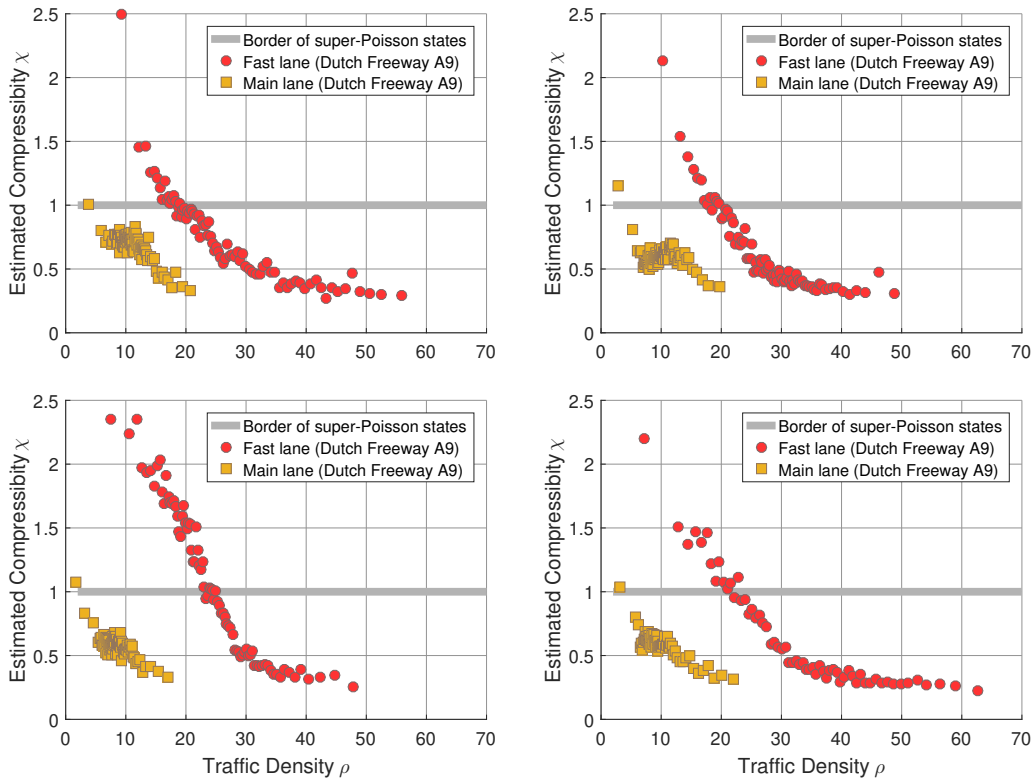 Estimated Compressibity χ
2.5
2
1.5
1
0.5
0
0 10 20 30 40 50 60 70
Border of super-Poisson states
Fast lane (Dutch Freeway A9)
Main lane (Dutch Freeway A9)
Estimated Compressibity χ
2.5
2
1.5
1
0.5
0
0 10 20 30 40 50 60 70
Border of super-Poisson states
Fast lane (Dutch Freeway A9)
Main lane (Dutch Freeway A9)
Estimated Compressibity χ
2.5
2
1.5
1
0.5
0
0 10 20 30 40 50 60 70
Traffic Density ρ
Border of super-Poisson states
Fast lane (Dutch Freeway A9)
Main lane (Dutch Freeway A9)
Estimated Compressibity χ
2.5
2
1.5
1
0.5
0
0 10 20 30 40 50 60 70
Traffic Density ρ
Border of super-Poisson states
Fast lane (Dutch Freeway A9)
Main lane (Dutch Freeway A9)